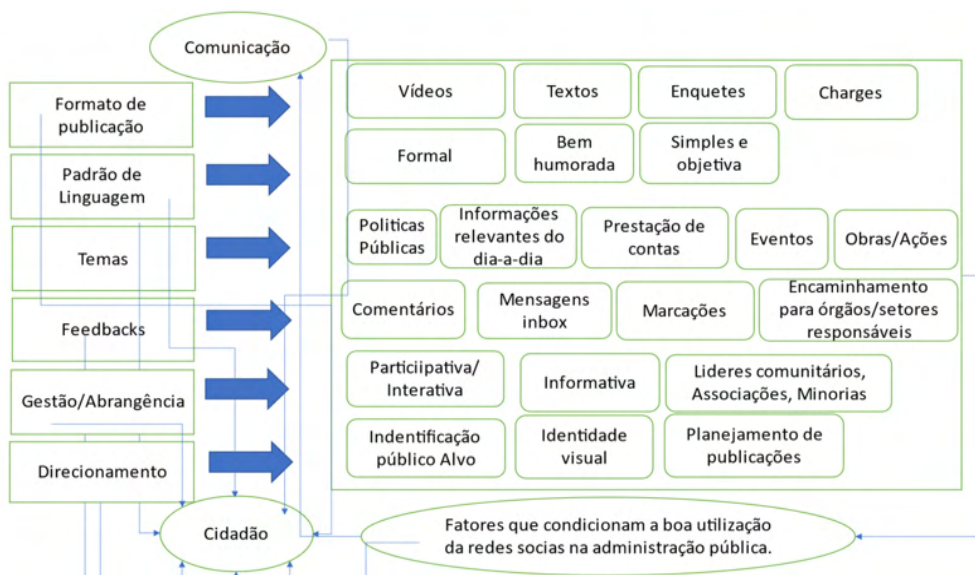 Comunicação
Formato de
publicação
Vídeos
Textos
Enquetes
Charges
Padrão de
Linguagem
Formal
Bem
humorada
Simples e
objetiva
Temas
Politicas
Públicas
Informações
relevantes do
dia-a-dia
Prestação de
contas
Eventos
Obras/Ações
Feedbacks
Comentários
Mensagens
inbox
Marcações
Encaminhamento
para órgãos/setores
responsáveis
Gestão/Abrangência
Particiipativa/
Interativa
Informativa
Lideres comunitários,
Associações, Minorias
Direcionamento
Indentificação
público Alvo
Identidade
visual
Planejamento de
publicações
Cidadão
Fatores que condicionam a boa utilização
da redes socias na administração pública.